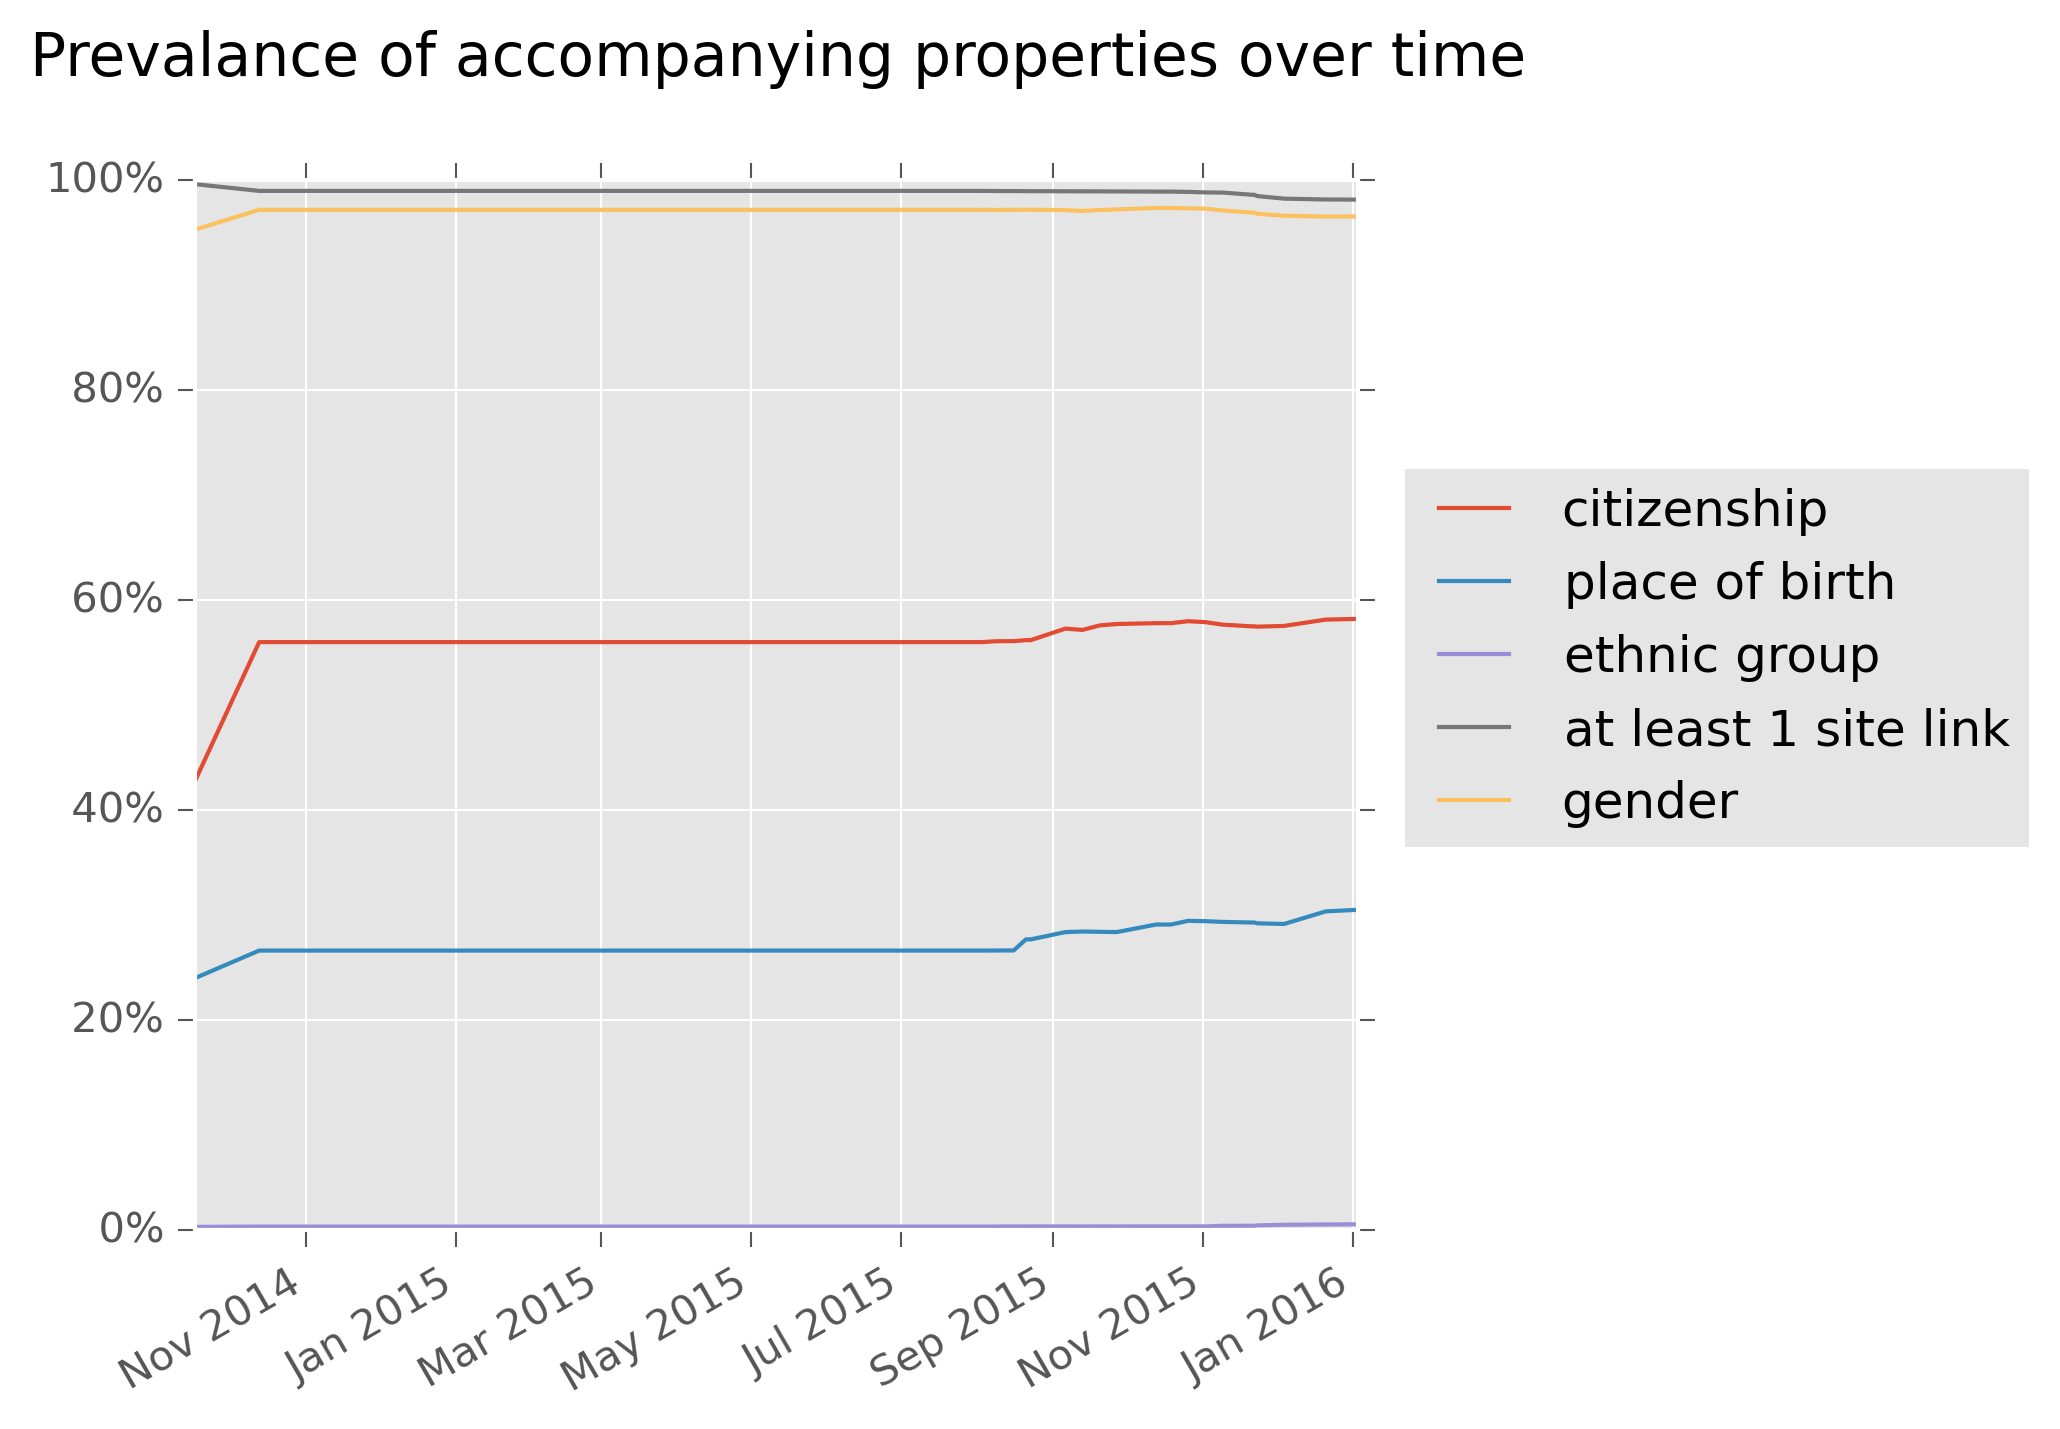 Prevalance of accompanying properties over time
100%
80%
60%
40%
20%
0%
Nov 2014
Jan 2015
Mar 2015
May 2015
Jul 2015
Sep 2015
Nov 2015
Jan 2016
citizenship
place of birth
ethnic group
at least 1 site link
gender